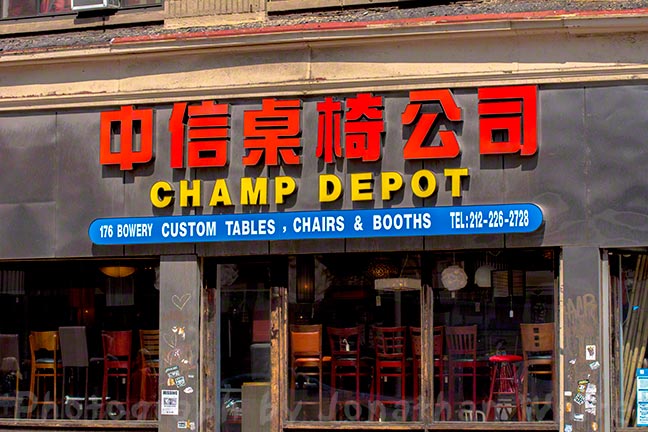 中信桌椅公司
CHAMP DEPOT
176 BOWERY CUSTOM TABLES, CHAIRS & BOOTHS TEL:212-226-2728